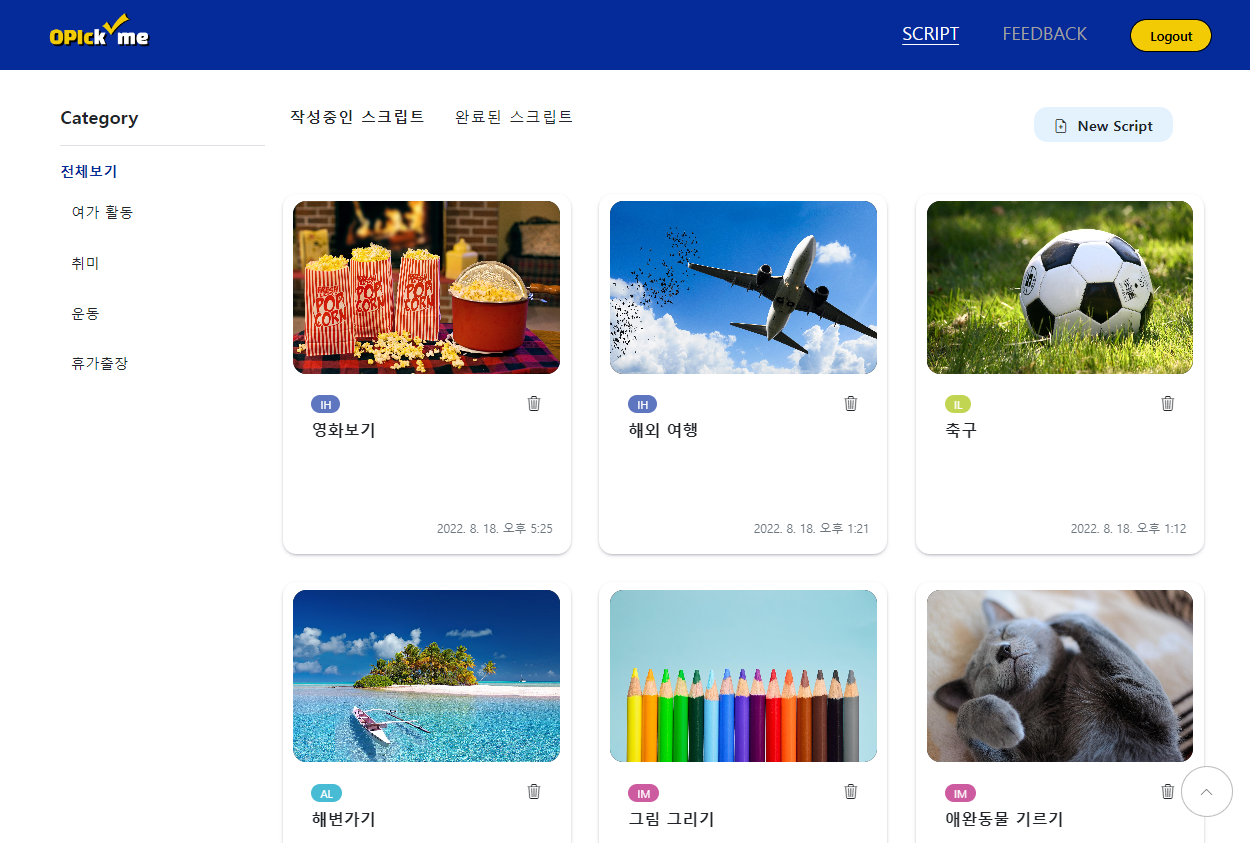 OPIck me
SCRIPT
FEEDBACK
Logout
Category
전체보기
여가 활동
취미
운동
휴가출장
작성중인 스크립트
완료된 스크립트
New Script
POP CORN
POP CORN
POP CORN
IH
영화보기
2022. 8. 18. 오후 5:25
IH
해외 여행
2022. 8. 18. 오후 1:21
IL
축구
2022. 8. 18. 오후 1:12
AL
해변가기
IM
그림 그리기
IM
애완동물 기르기